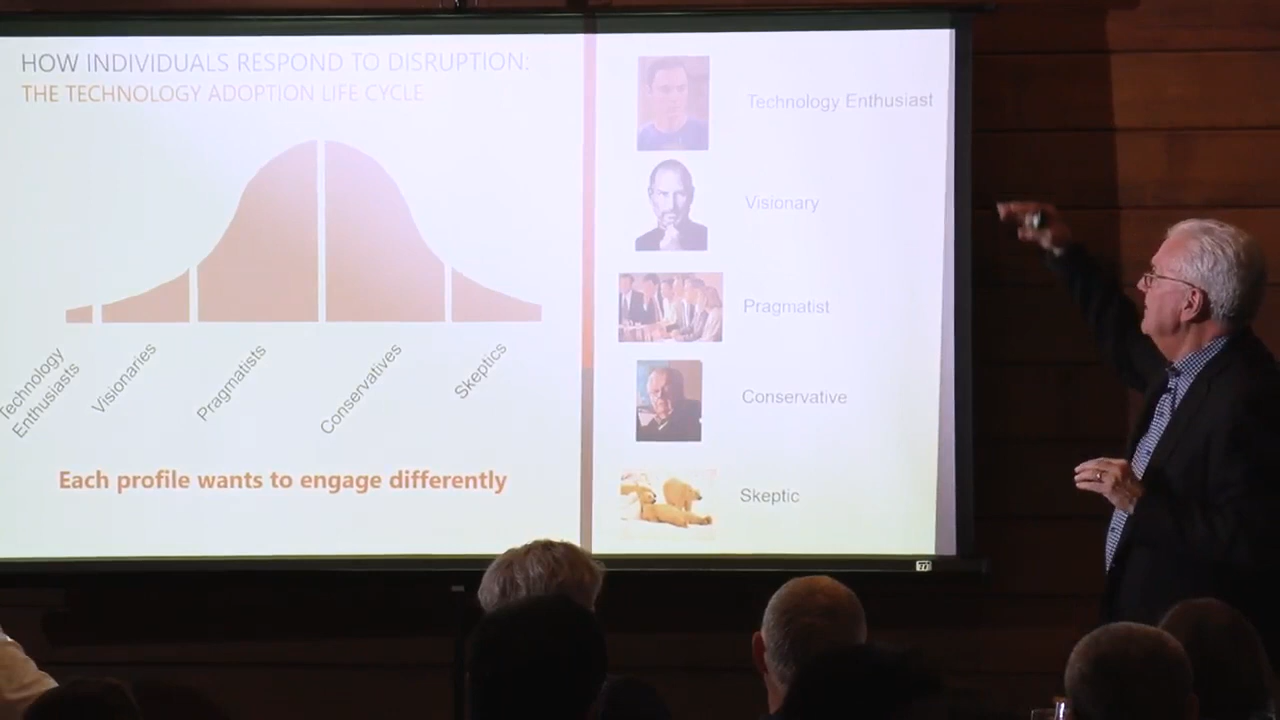 HOW INDIVIDUALS RESPOND TO DISRUPTION:
THE TECHNOLOGY ADOPTION LIFE CYCLE
Technology
Enthusiasts
Visionaries
Pragmatists
Conservatives
Skeptics
Each profile wants to engage differently
Technology Enthusiast
Visionary
Pragmatist
Conservative
Skeptic